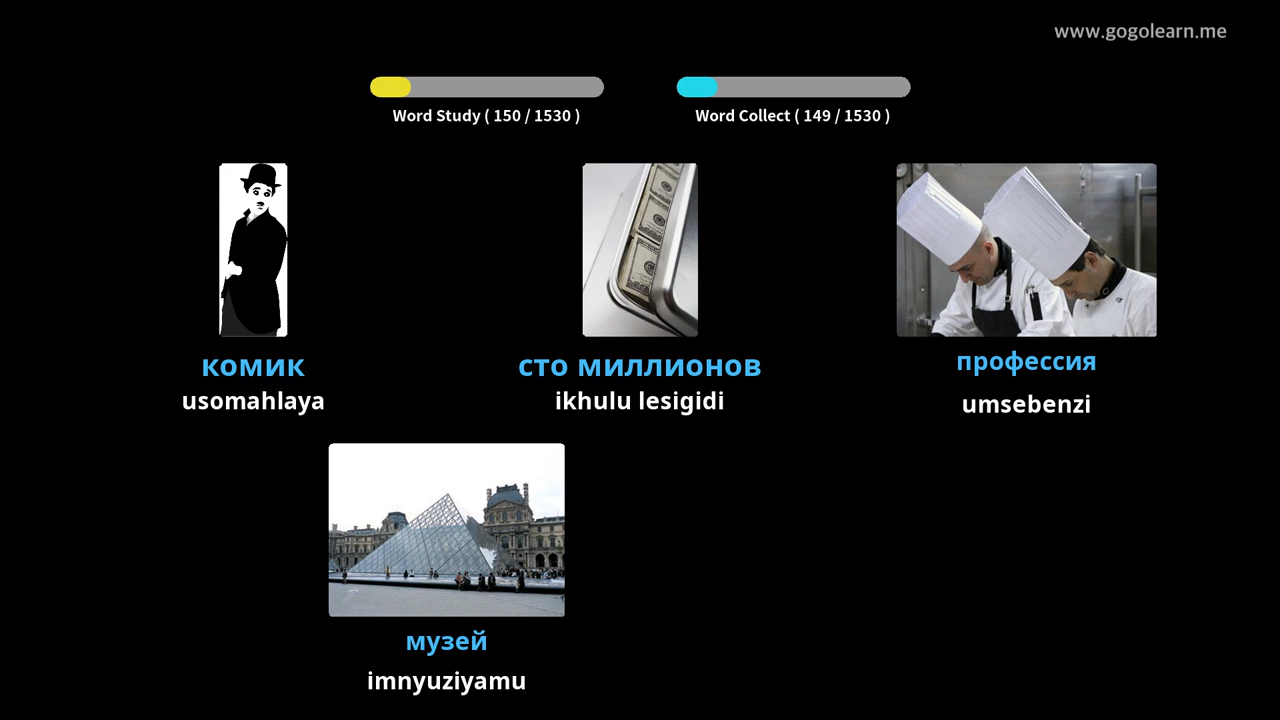 www.gogolearn.me
Word Study ( 150 / 1530 )
Word Collect ( 149 / 1530 )
комик
usomahlaya
сто миллионов
ikhulu lesigidi
профессия
umsebenzi
музей
imnyuziyamu